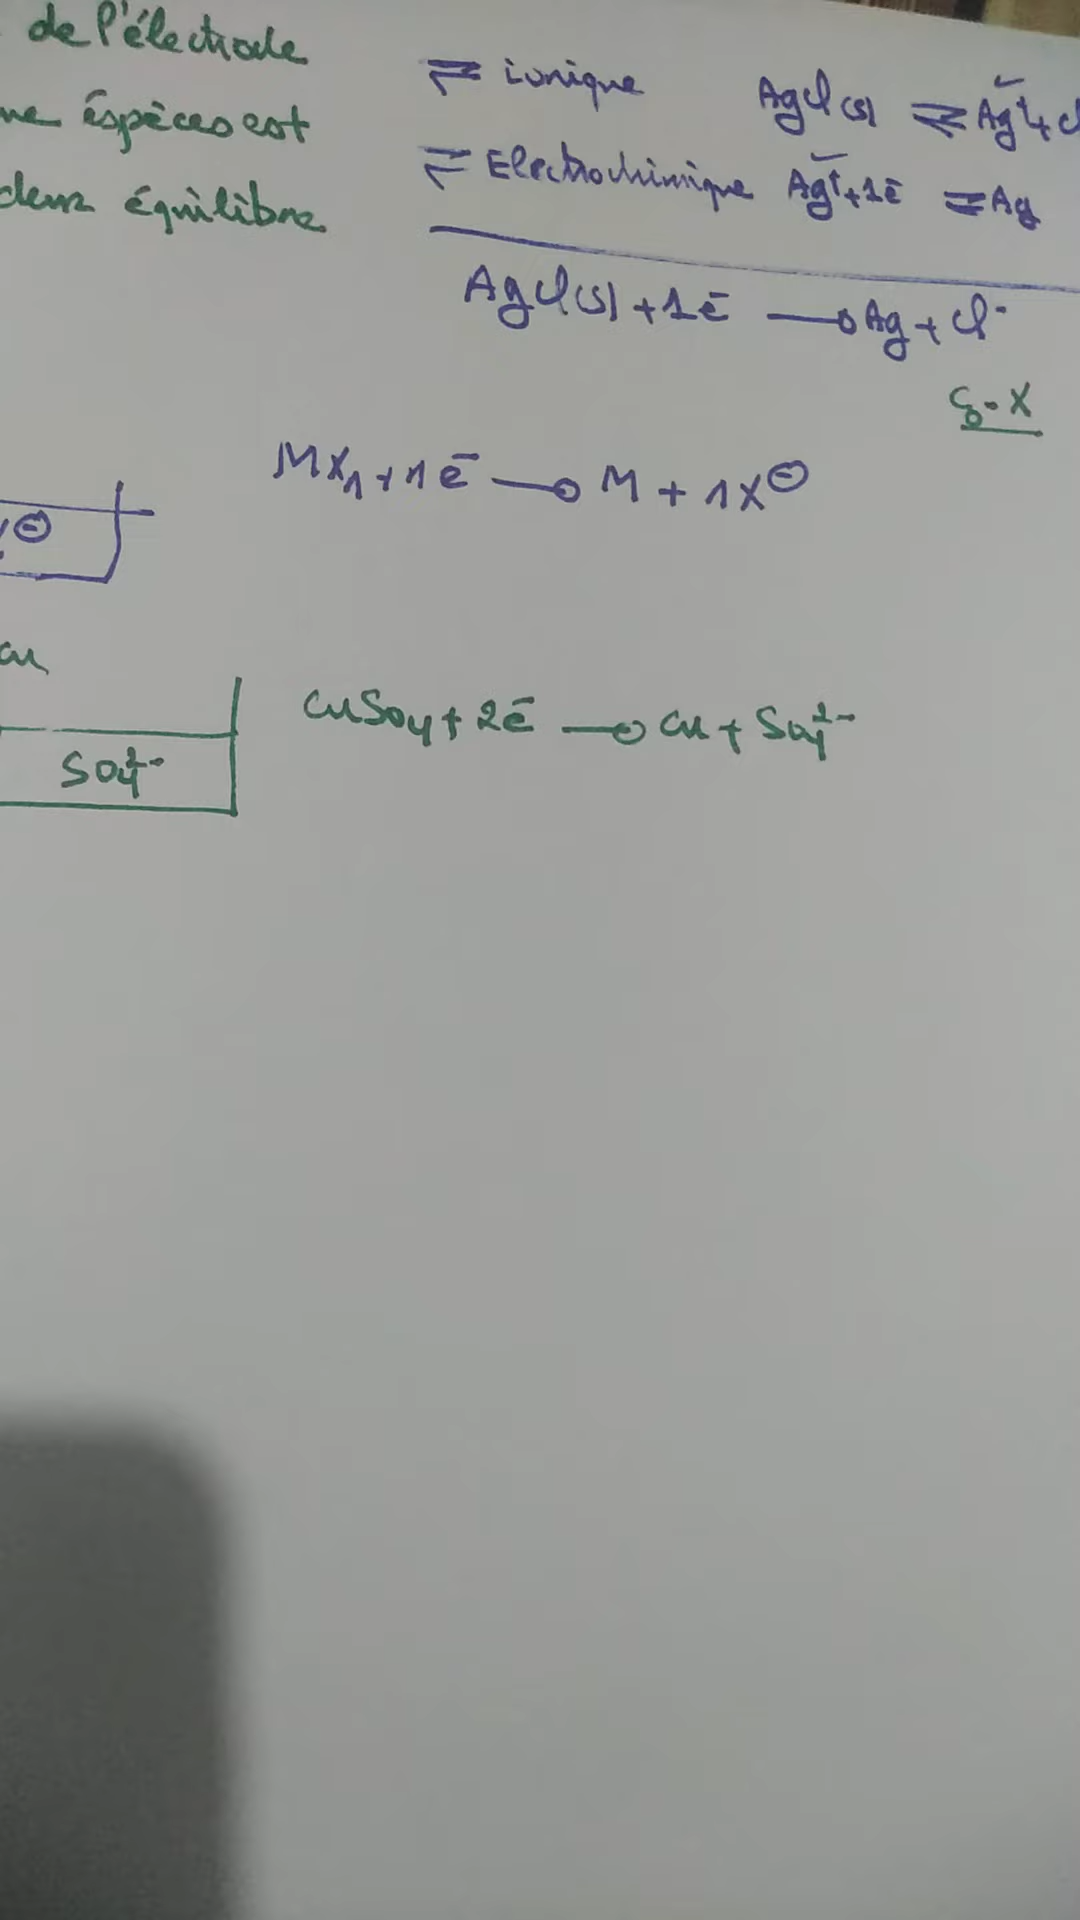 de l'électrode
⇌ ionique AgCl(s) ⇌ Ag⁺+
espèces est
⇌ Electrochimique Ag⁺+1ē ⇌ Ag
deux équilibre
AgCl(s) + 1ē → Ag + Cl⁻
MX₁ + 1ē → M + 1X⊖
⊖
Cu
CuSO₄ + 2ē → Cu + SO₄²⁻
SO₄²⁻